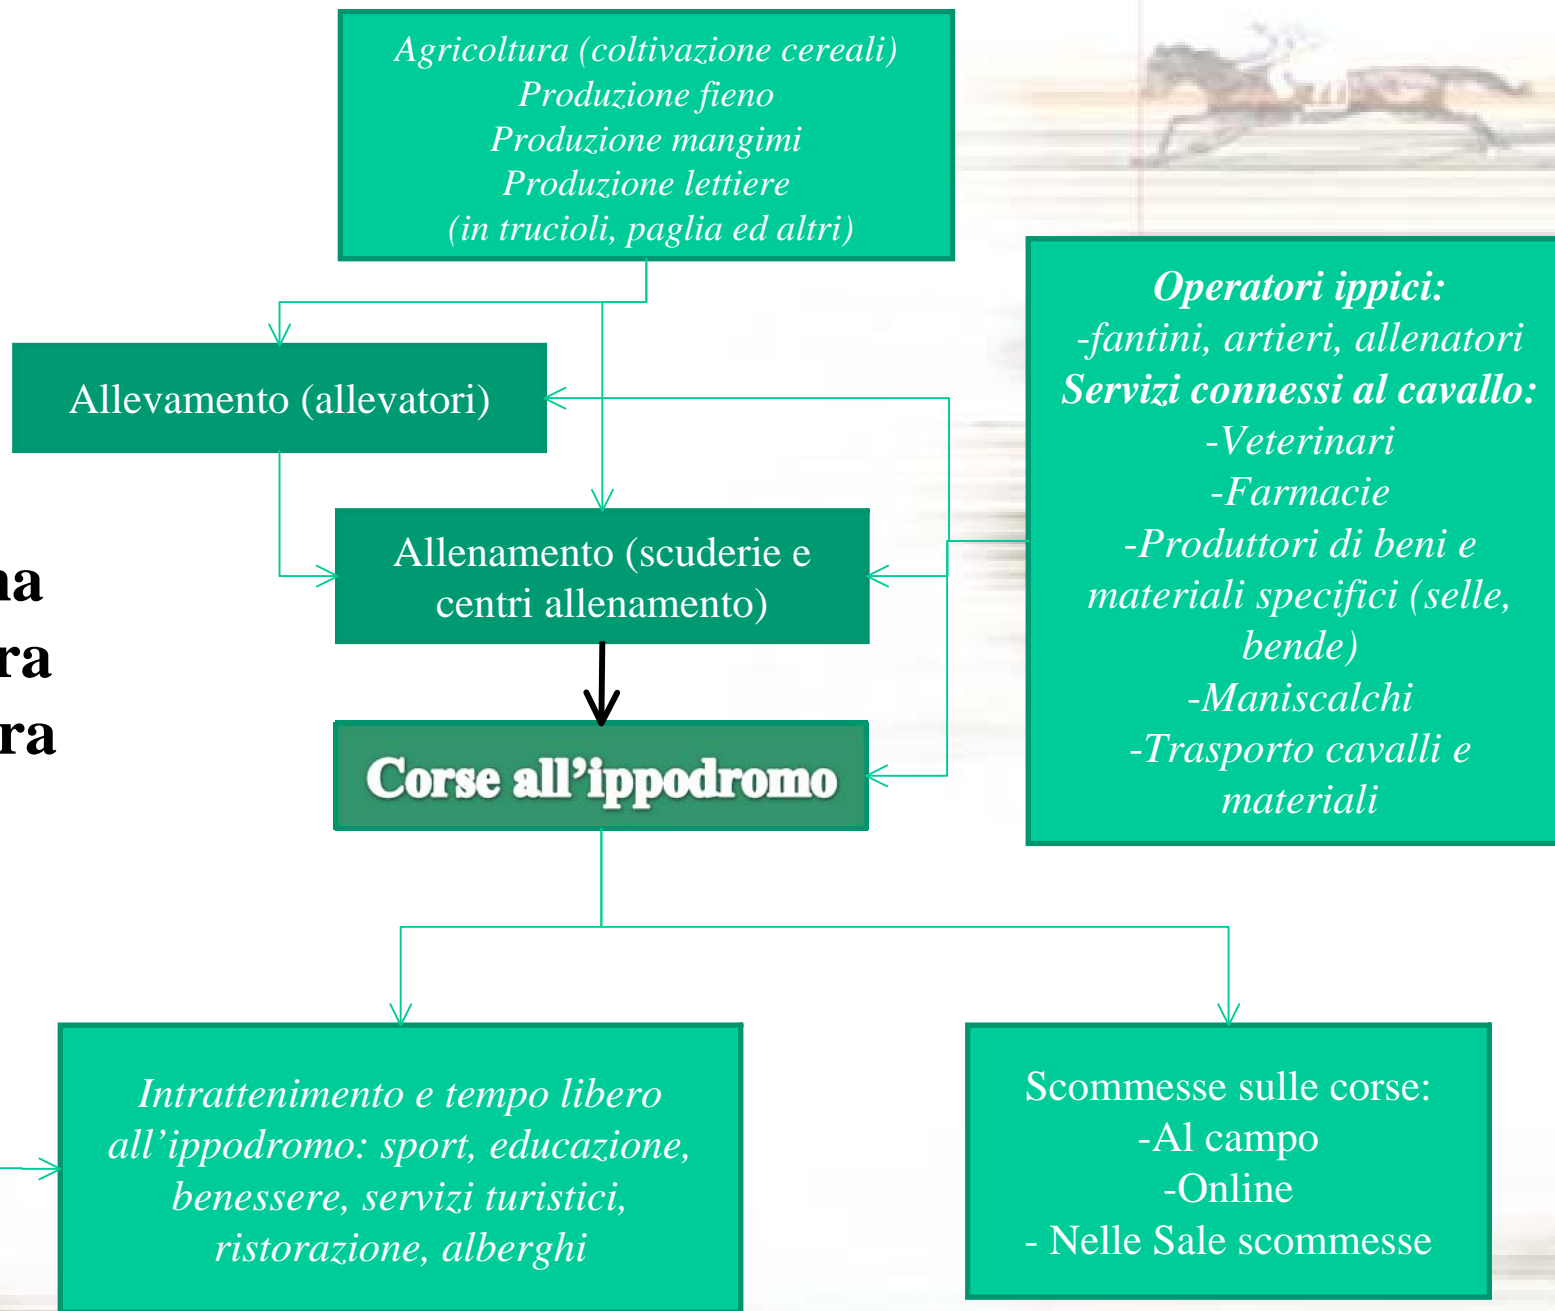 Agricoltura (coltivazione cereali)
Produzione fieno
Produzione mangimi
Produzione lettiere
(in trucioli, paglia ed altri)
Operatori ippici:
-fantini, artieri, allenatori
Servizi connessi al cavallo:
-Veterinari
-Farmacie
-Produttori di beni e
materiali specifici (selle,
bende)
-Maniscalchi
-Trasporto cavalli e
materiali
Allevamento (allevatori)
Allenamento (scuderie e
centri allenamento)
na
ra
ra
Corse all’ippodromo
Intrattenimento e tempo libero
all’ippodromo: sport, educazione,
benessere, servizi turistici,
ristorazione, alberghi
Scommesse sulle corse:
-Al campo
-Online
- Nelle Sale scommesse